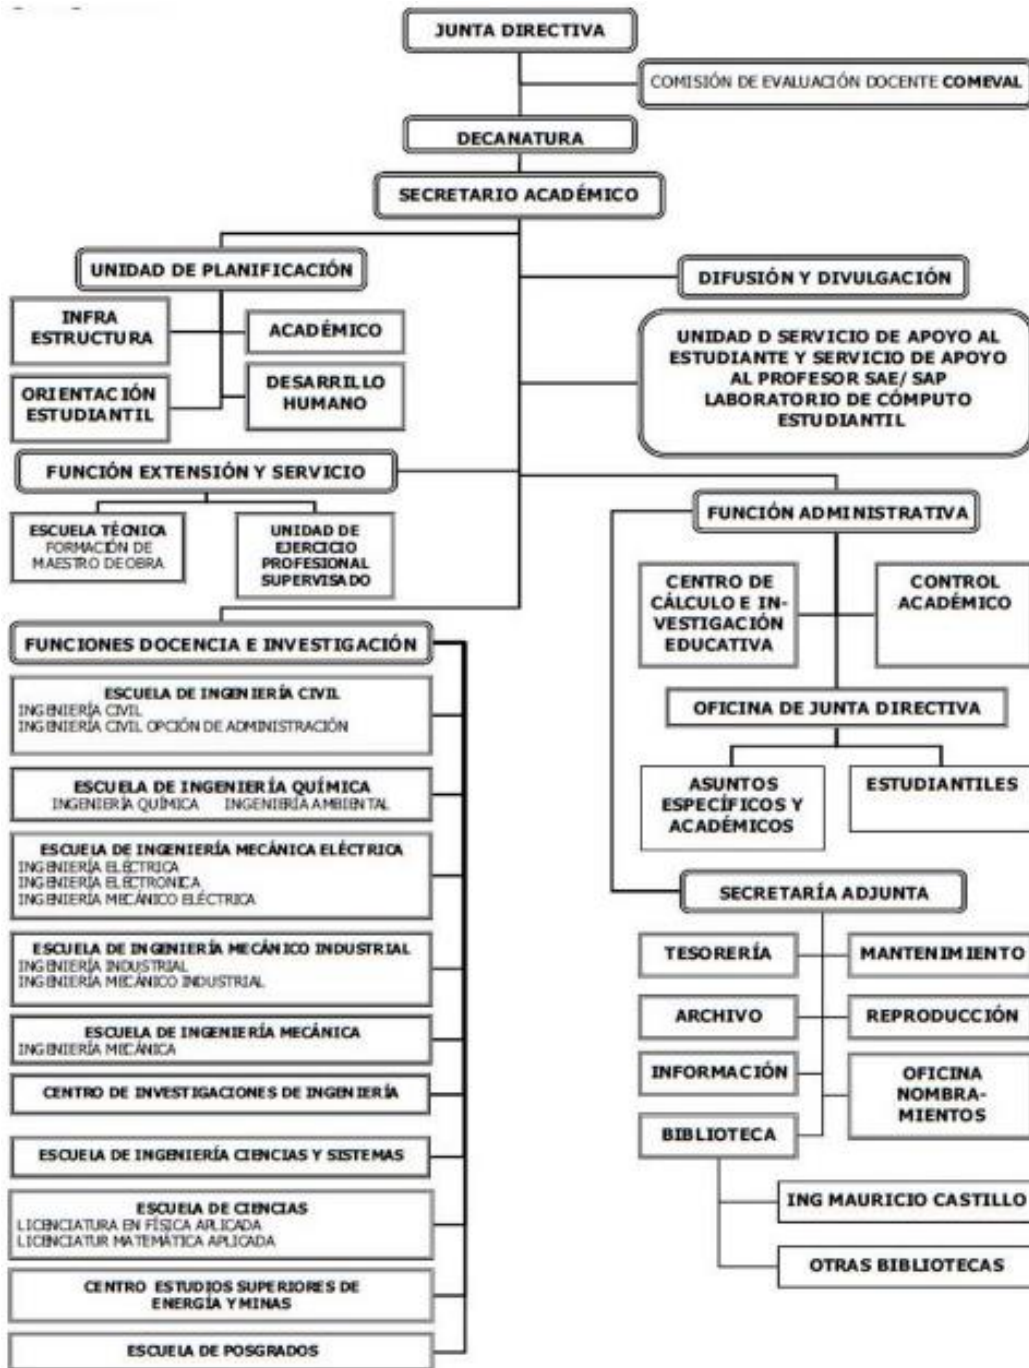 JUNTA DIRECTIVA
COMISIÓN DE EVALUACIÓN DOCENTE COMEVAL
DECANATURA
SECRETARIO ACADÉMICO
UNIDAD DE PLANIFICACIÓN
INFRA
ESTRUCTURA
ACADÉMICO
ORIENTACIÓN
ESTUDIANTIL
DESARRILLO
HUMANO
DIFUSIÓN Y DIVULGACIÓN
UNIDAD D SERVICIO DE APOYO AL
ESTUDIANTE Y SERVICIO DE APOYO
AL PROFESOR SAE/ SAP
LABORATORIO DE CÓMPUTO
ESTUDIANTIL
FUNCIÓN EXTENSIÓN Y SERVICIO
ESCUELA TÉCNICA
FORMACIÓN DE
MAESTRO DE OBRA
UNIDAD DE
EJERCICIO
PROFESIONAL
SUPERVISADO
FUNCIÓN ADMINISTRATIVA
CENTRO DE
CÁLCULO E IN-
VESTIGACIÓN
EDUCATIVA
CONTROL
ACADÉMICO
OFICINA DE JUNTA DIRECTIVA
ASUNTOS
ESPECÍFICOS Y
ACADÉMICOS
ESTUDIANTILES
FUNCIONES DOCENCIA E INVESTIGACIÓN
ESCUELA DE INGENIERÍA CIVIL
INGENIERÍA CIVIL
INGENIERÍA CIVIL OPCIÓN DE ADMINISTRACIÓN
ESCUELA DE INGENIERÍA QUÍMICA
INGENIERÍA QUÍMICA INGENIERÍA AMBIENTAL
ESCUELA DE INGENIERÍA MECÁNICA ELÉCTRICA
INGENIERÍA ELÉCTRICA
INGENIERÍA ELECTRONICA
INGENIERÍA MECÁNICO ELÉCTRICA
ESCUELA DE INGENIERÍA MECÁNICO INDUSTRIAL
INGENIERÍA INDUSTRIAL
INGENIERÍA MECÁNICO INDUSTRIAL
ESCUELA DE INGENIERÍA MECÁNICA
INGENIERÍA MECÁNICA
CENTRO DE INVESTIGACIONES DE INGENIERÍA
ESCUELA DE INGENIERÍA CIENCIAS Y SISTEMAS
ESCUELA DE CIENCIAS
LICENCIATURA EN FÍSICA APLICADA
LICENCIATUR MATEMÁTICA APLICADA
CENTRO ESTUDIOS SUPERIORES DE
ENERGÍA Y MINAS
ESCUELA DE POSGRADOS
SECRETARÍA ADJUNTA
TESORERÍA
MANTENIMIENTO
ARCHIVO
REPRODUCCIÓN
INFORMACIÓN
OFICINA
NOMBRA-
MIENTOS
BIBLIOTECA
ING MAURICIO CASTILLO
OTRAS BIBLIOTECAS